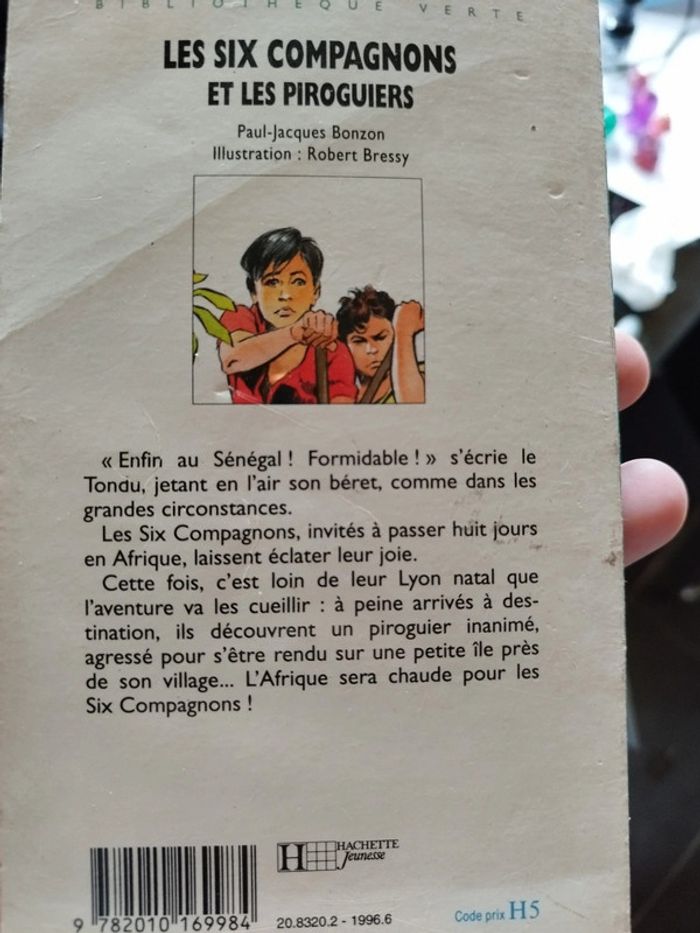 BIBLIOTHÈQUE VERTE
LES SIX COMPAGNONS
ET LES PIROGUIERS
Paul-Jacques Bonzon
Illustration : Robert Bressy
« Enfin au Sénégal ! Formidable ! » s'écrie le
Tondu, jetant en l'air son béret, comme dans les
grandes circonstances.
Les Six Compagnons, invités à passer huit jours
en Afrique, laissent éclater leur joie.
Cette fois, c'est loin de leur Lyon natal que
l'aventure va les cueillir : à peine arrivés à des-
tination, ils découvrent un piroguier inanimé,
agressé pour s'être rendu sur une petite île près
de son village... L'Afrique sera chaude pour les
Six Compagnons !
H HACHETTE
Jeunesse
9 782010 169984
20.8320.2 - 1996.6
Code prix H5